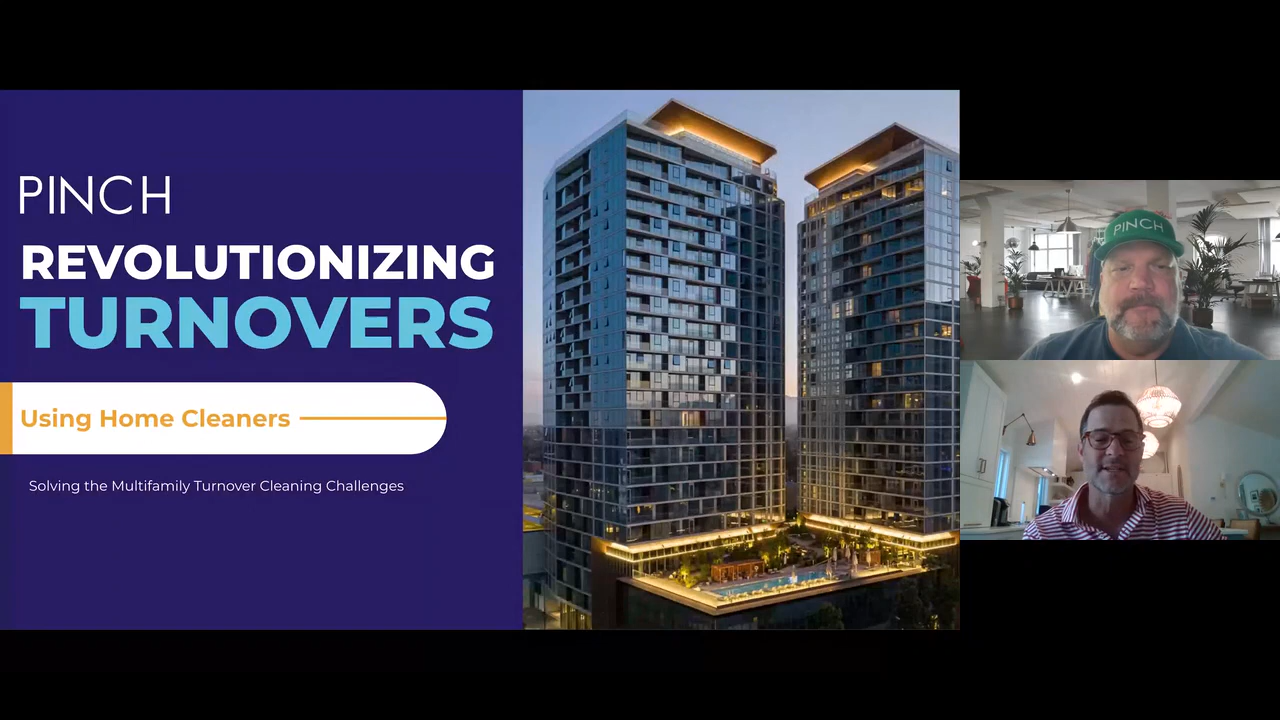 PINCH
REVOLUTIONIZING
TURNOVERS
Using Home Cleaners
Solving the Multifamily Turnover Cleaning Challenges
PINCH